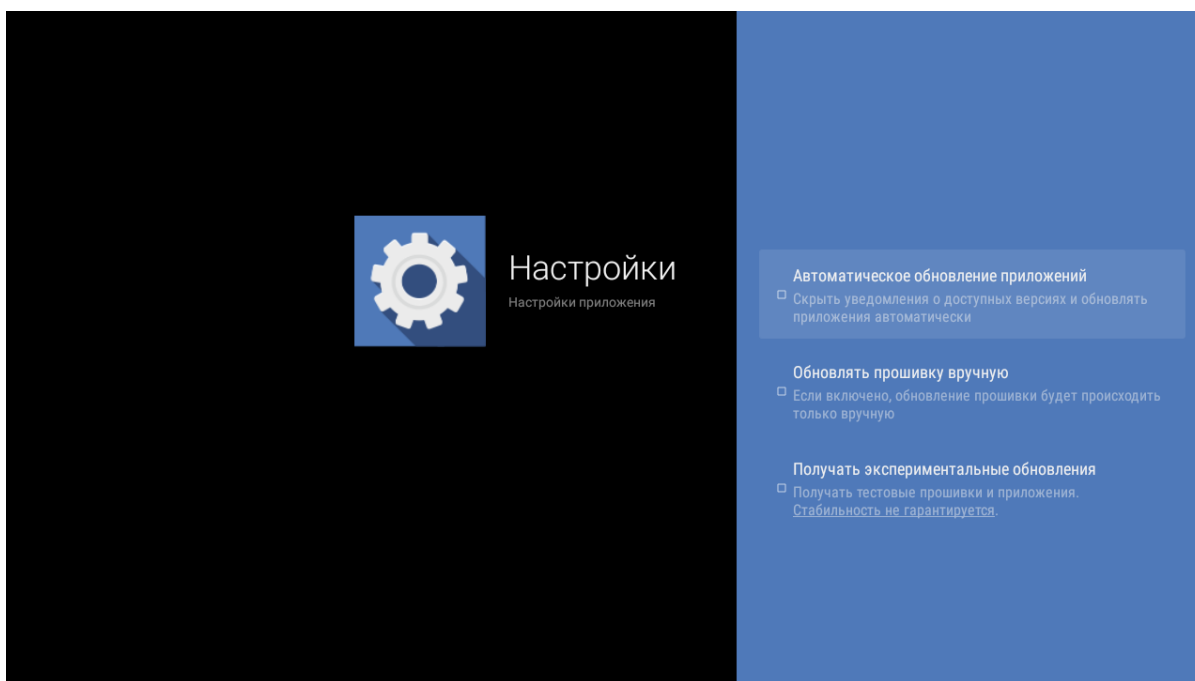 Настройки
Настройки приложения
Автоматическое обновление приложений
Скрыть уведомления о доступных версиях и обновлять
приложения автоматически
Обновлять прошивку вручную
Если включено, обновление прошивки будет происходить
только вручную
Получать экспериментальные обновления
Получать тестовые прошивки и приложения.
Стабильность не гарантируется.